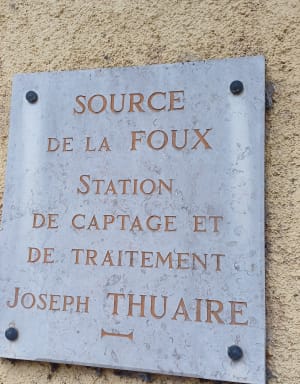 SOURCE
DE LA FOUX
STATION
DE CAPTAGE ET
DE TRAITEMENT
JOSEPH THUAIRE